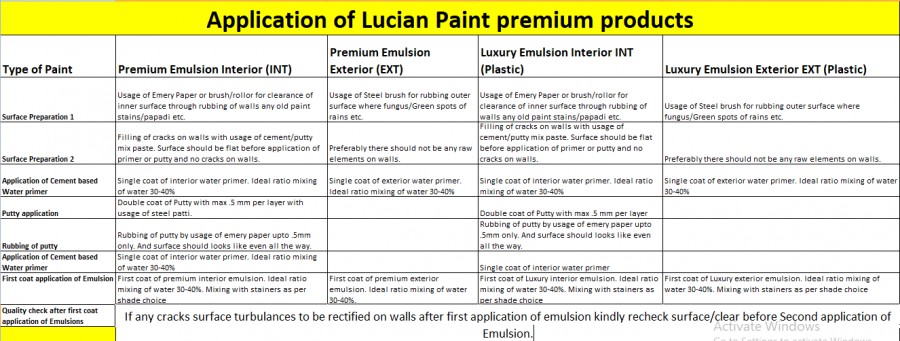 Application of Lucian Paint premium products
Type of Paint
Premium Emulsion Interior (INT)
Premium Emulsion
Exterior (EXT)
Luxury Emulsion Interior INT
(Plastic)
Luxury Emulsion Exterior EXT (Plastic)
Surface Preparation 1
Usage of Emery Paper or brush/rollor for clearance of
inner surface through rubbing of walls any old paint
stains/papadi etc.
Usage of Steel brush for rubbing outer
surface where fungus/Green spots of
rains etc.
Usage of Emery Paper or brush/rollor for
clearance of inner surface through rubbing of
walls any old paint stains/papadi etc.
Usage of Steel brush for rubbing outer surface where
fungus/Green spots of rains etc.
Surface Preparation 2
Filling of cracks on walls with usage of cement/putty
mix paste. Surface should be flat before application of
primer or putty and no cracks on walls.
Preferably there should not be any raw
elements on walls.
Filling of cracks on walls with usage of
cement/putty mix paste. Surface should be flat
before application of primer or putty and no
cracks on walls.
Preferably there should not be any raw elements on walls.
Application of Cement based
Water primer
Single coat of interior water primer. Ideal ratio mixing
of water 30-40%
Single coat of exterior water primer.
Ideal ratio mixing of water 30-40%
Single coat of interior water primer. Ideal ratio
mixing of water 30-40%
Single coat of exterior water primer. Ideal ratio mixing of water
30-40%
Putty application
Double coat of Putty with max .5 mm per layer with
usage of steel patti.
Double coat of Putty with max .5 mm per layer
Rubbing of putty
Rubbing of putty by usage of emery paper upto .5mm
only. And surface should looks like even all the way.
Rubbing of putty by usage of emery paper upto
.5mm only. And surface should looks like even
all the way.
Application of Cement based
Water primer
Single coat of interior water primer. Ideal ratio mixing
of water 30-40%
Single coat of interior water primer
First coat application of Emulsion
First coat of premium interior emulsion. Ideal ratio
mixing of water 30-40%. Mixing with stainers as per
shade choice
First coat of premium exterior
emulsion. Ideal ratio mixing of water
30-40%.
First coat of Luxury interior emulsion. Ideal ratio
mixing of water 30-40%. Mixing with stainers as
per shade choice
First coat of Luxury exterior emulsion. Ideal ratio mixing of
water 30-40%. Mixing with stainers as per shade choice
Quality check after first coat
application of Emulsions
If any cracks surface turbulances to be rectified on walls after first application of emulsion kindly recheck surface/clear before Second application of
Emulsion.
Activate Windows